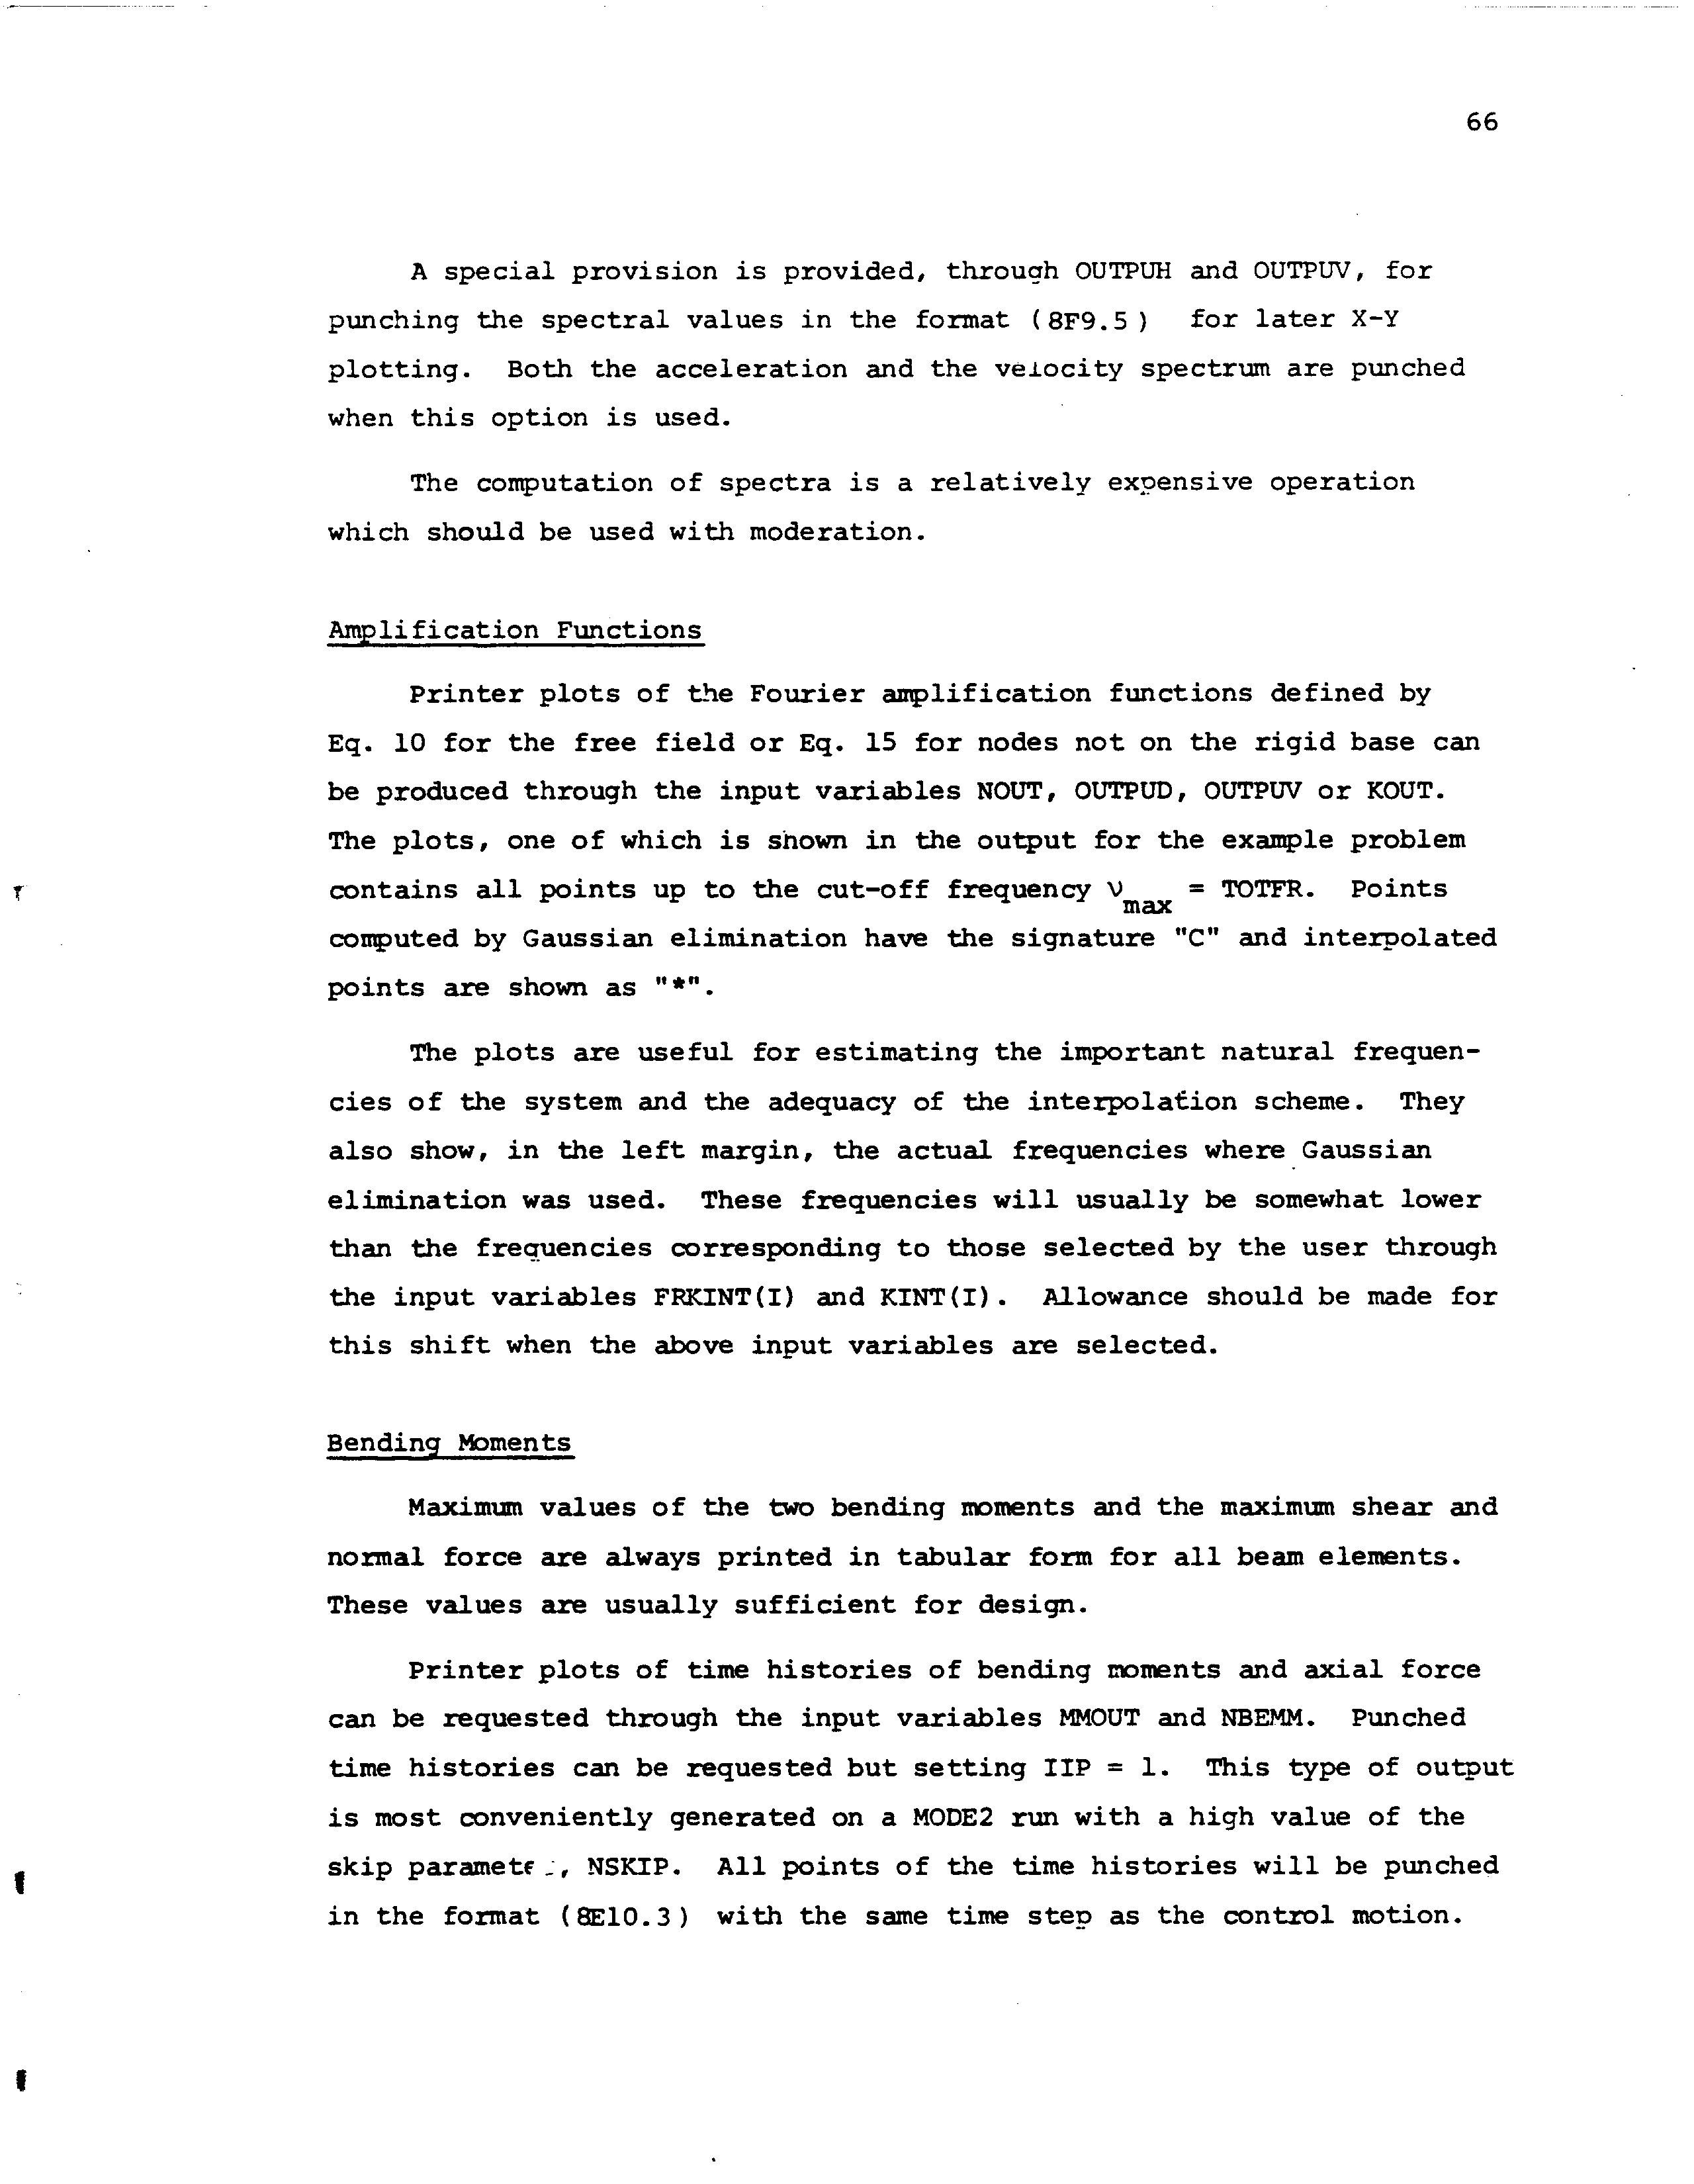 66
A special provision is provided, through OUTPUH and OUTPUV, for
punching the spectral values in the format (8F9.5) for later X-Y
plotting. Both the acceleration and the velocity spectrum are punched
when this option is used.
The computation of spectra is a relatively expensive operation
which should be used with moderation.
Amplification Functions
Printer plots of the Fourier amplification functions defined by
Eq. 10 for the free field or Eq. 15 for nodes not on the rigid base can
be produced through the input variables NOUT, OUTPUD, OUTPUV or KOUT.
The plots, one of which is shown in the output for the example problem
contains all points up to the cut-off frequency ν_max = TOTFR. Points
computed by Gaussian elimination have the signature "C" and interpolated
points are shown as "*".
The plots are useful for estimating the important natural frequen-
cies of the system and the adequacy of the interpolation scheme. They
also show, in the left margin, the actual frequencies where Gaussian
elimination was used. These frequencies will usually be somewhat lower
than the frequencies corresponding to those selected by the user through
the input variables FRKINT(I) and KINT(I). Allowance should be made for
this shift when the above input variables are selected.
Bending Moments
Maximum values of the two bending moments and the maximum shear and
normal force are always printed in tabular form for all beam elements.
These values are usually sufficient for design.
Printer plots of time histories of bending moments and axial force
can be requested through the input variables MMOUT and NBEMM. Punched
time histories can be requested but setting IIP = 1. This type of output
is most conveniently generated on a MODE2 run with a high value of the
skip parameter, NSKIP. All points of the time histories will be punched
in the format (8E10.3) with the same time step as the control motion.